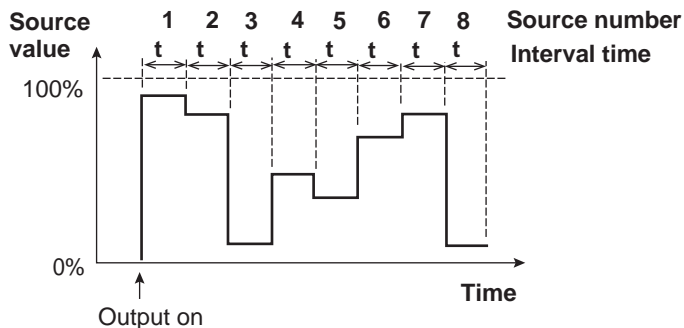 Source value
1 2 3 4 5 6 7 8 Source number
t t t t t t t t Interval time
100%
0%
Time
Output on